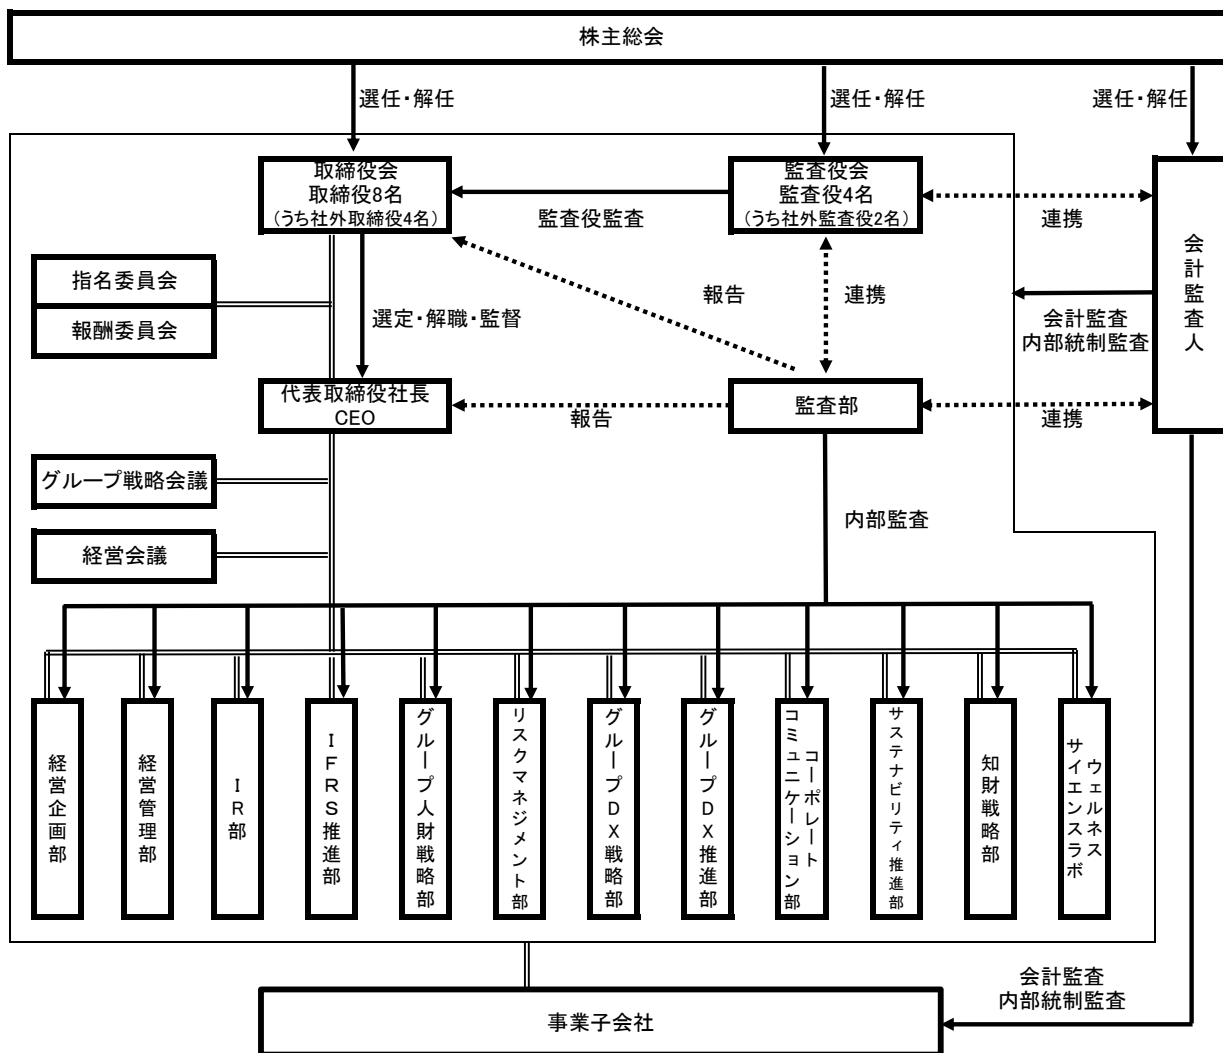 株主総会
選任・解任
選任・解任
選任・解任
取締役会
取締役8名
（うち社外取締役4名）
監査役会
監査役4名
（うち社外監査役2名）
監査役監査
連携
会計監査人
指名委員会
報酬委員会
選定・解職・監督
報告
連携
会計監査
内部統制監査
代表取締役社長
CEO
報告
監査部
連携
グループ戦略会議
内部監査
経営会議
経営企画部
経営管理部
IR部
IFRS推進部
グループ人財戦略部
リスクマネジメント部
グループDX戦略部
グループDX推進部
コーポレート
コミュニケーション部
サステナビリティ推進部
知財戦略部
ウェルネス
サイエンスラボ
会計監査
内部統制監査
事業子会社